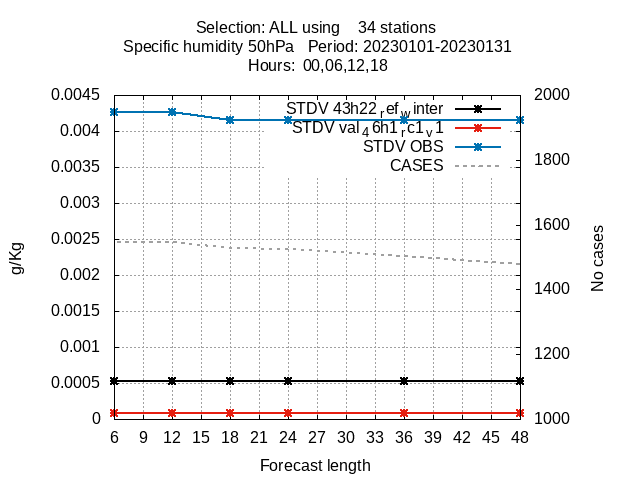 Selection: ALL using    34 stations
Specific humidity 50hPa   Period: 20230101-20230131
Hours:  00,06,12,18
0.0045
0.004
0.0035
0.003
0.0025
0.002
0.0015
0.001
0.0005
0
g/Kg
STDV 43h22ref winter
STDV val46h1rc1v1
STDV OBS
CASES
2000
1800
1600
1400
1200
1000
No cases
6 9 12 15 18 21 24 27 30 33 36 39 42 45 48
Forecast length